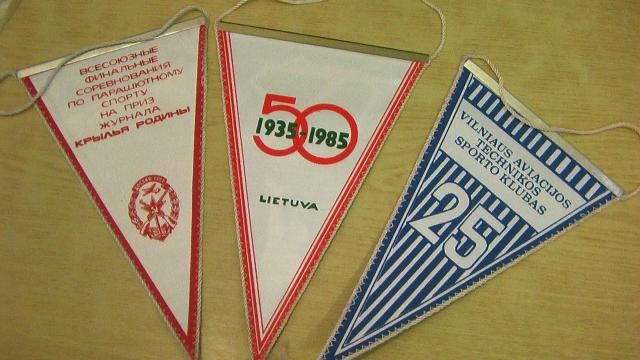 ВСЕСОЮЗНЫЕ
ФИНАЛЬНЫЕ
СОРЕВНОВАНИЯ
ПО ПАРАШЮТНОМУ
СПОРТУ
НА ПРИЗ
ЖУРНАЛА
КРЫЛЬЯ РОДИНЫ
50
1935-1985
LIETUVA
VILNIAUS AVIACIJOS
TECHNIKOS
SPORTO KLUBAS
25